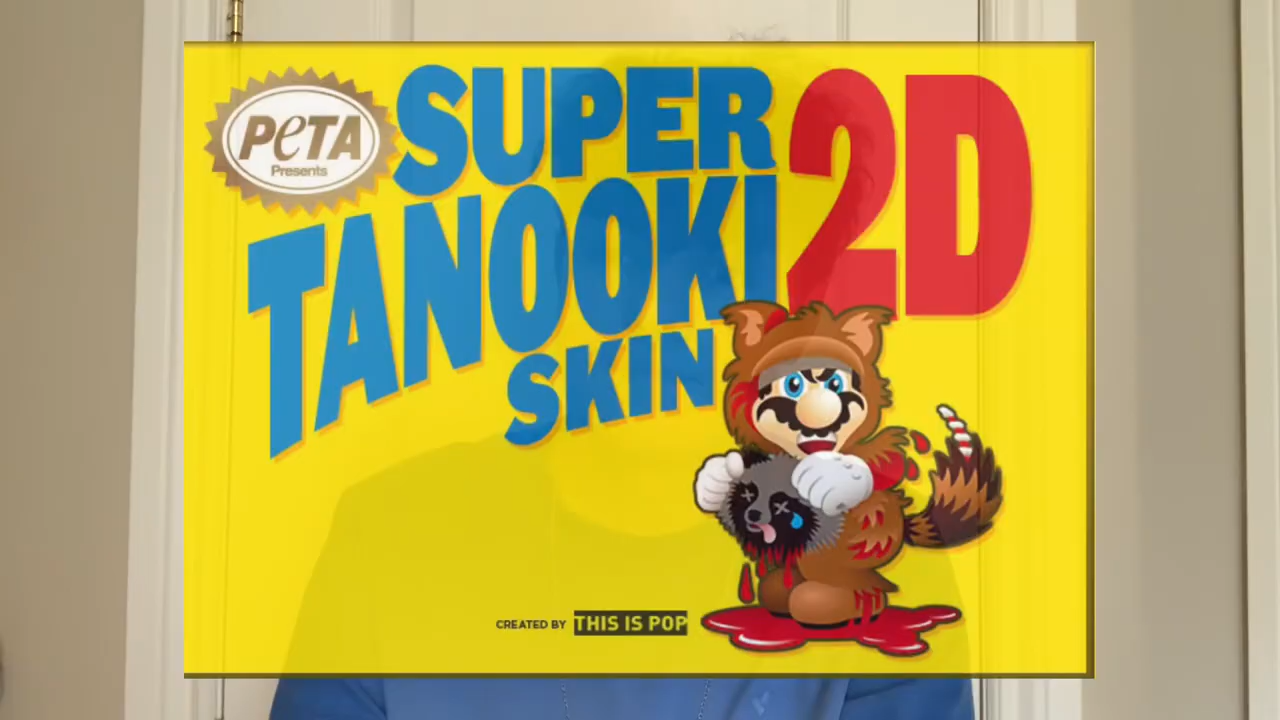 PeTA
Presents
SUPER
TANOOKI
SKIN
2D
CREATED BY THIS IS POP